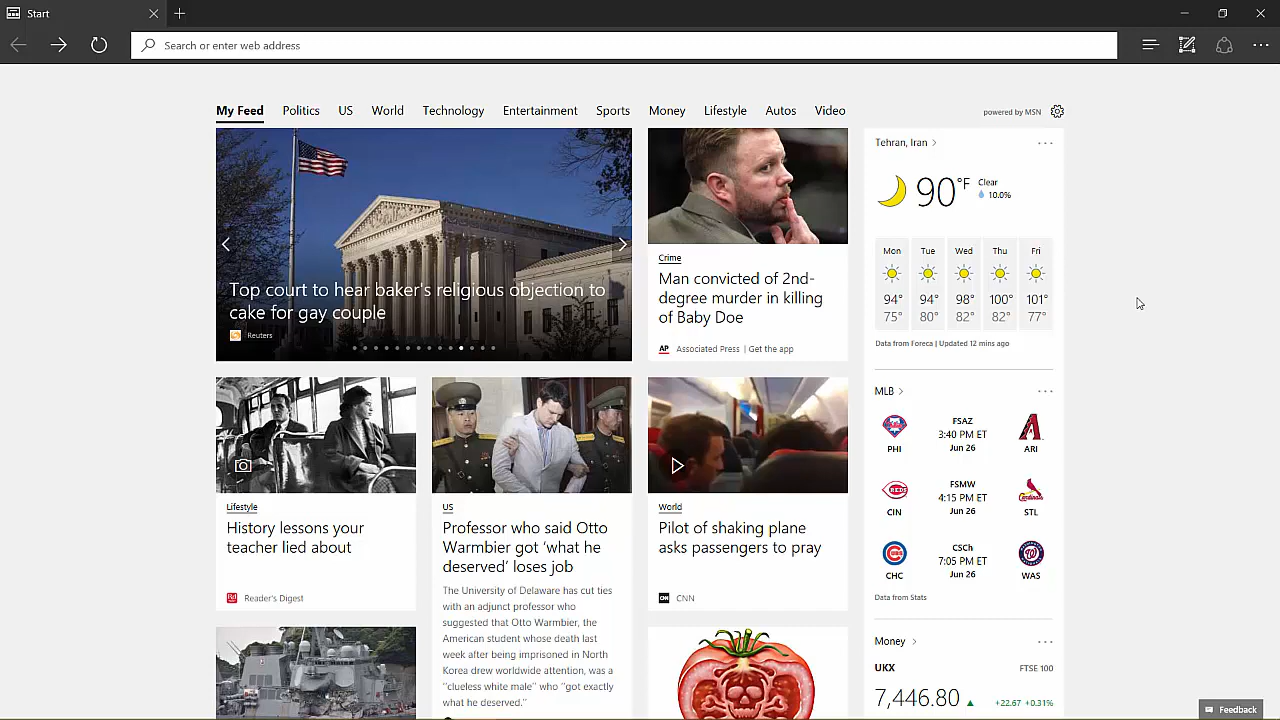 Start
Search or enter web address
My Feed Politics US World Technology Entertainment Sports Money Lifestyle Autos Video
powered by MSN
Top court to hear baker's religious objection to
cake for gay couple
Reuters
Crime
Man convicted of 2nd-
degree murder in killing
of Baby Doe
AP Associated Press | Get the app
Tehran, Iran
90°F
Clear
10.0%
Mon Tue Wed Thu Fri
94° 94° 98° 100° 101°
75° 80° 82° 82° 77°
Data from Foreca | Updated 12 mins ago
MLB
FSAZ
3:40 PM ET
PHI Jun 26 ARI
REDS
Cardinals
FSMW
4:15 PM ET
CIN Jun 26 STL
CSCh
7:05 PM ET
CHC Jun 26 WAS
Data from Stats
Money
UKX FTSE 100
7,446.80 +22.67 +0.31%
Lifestyle
History lessons your
teacher lied about
Rd Reader's Digest
US
Professor who said Otto
Warmbier got ‘what he
deserved’ loses job
The University of Delaware has cut ties
with an adjunct professor who
suggested that Otto Warmbier, the
American student whose death last
week after being imprisoned in North
Korea drew worldwide attention, was a
“clueless white male” who “got exactly
what he deserved.”
World
Pilot of shaking plane
asks passengers to pray
CNN CNN
Feedback